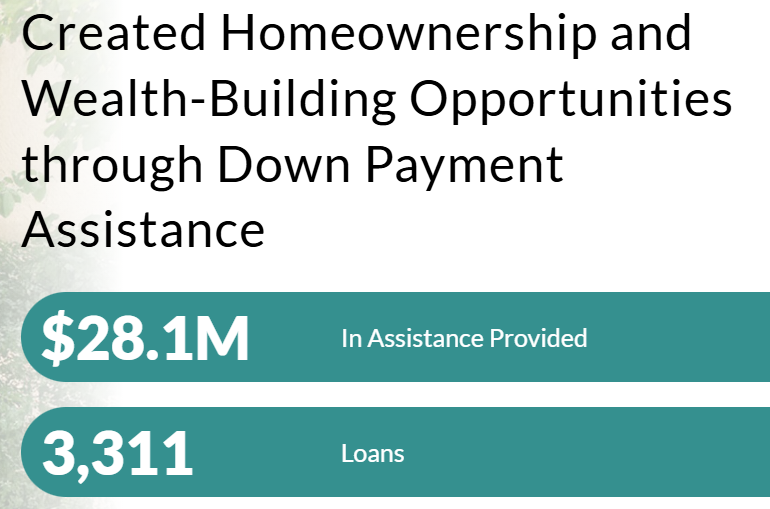 Created Homeownership and
Wealth-Building Opportunities
through Down Payment
Assistance
$28.1M In Assistance Provided
3,311 Loans